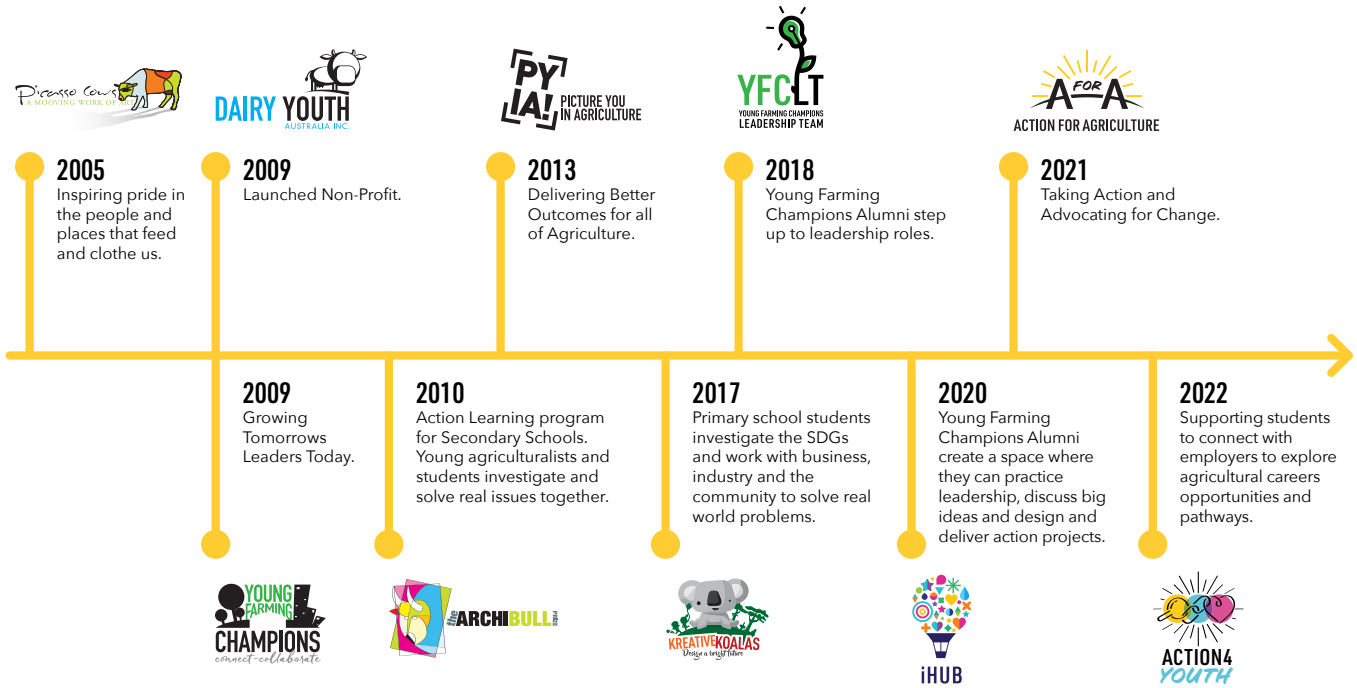 Picasso Cows
A MOOVING WORK OF ART
DAIRY YOUTH
AUSTRALIA INC.
PY
IA!
PICTURE YOU
IN AGRICULTURE
YFCLT
YOUNG FARMING CHAMPIONS
LEADERSHIP TEAM
A FOR A
ACTION FOR AGRICULTURE
2005
Inspiring pride in
the people and
places that feed
and clothe us.
2009
Launched Non-Profit.
2013
Delivering Better
Outcomes for all
of Agriculture.
2018
Young Farming
Champions Alumni step
up to leadership roles.
2021
Taking Action and
Advocating for Change.
2009
Growing
Tomorrows
Leaders Today.
2010
Action Learning program
for Secondary Schools.
Young agriculturalists and
students investigate and
solve real issues together.
2017
Primary school students
investigate the SDGs
and work with business,
industry and the
community to solve real
world problems.
2020
Young Farming
Champions Alumni
create a space where
they can practice
leadership, discuss big
ideas and design and
deliver action projects.
2022
Supporting students
to connect with
employers to explore
agricultural careers
opportunities and
pathways.
YOUNG
FARMING
CHAMPIONS
connect-collaborate
the ARCHIBULL prize
KREATIVE KOALAS
Design a bright future
iHUB
ACTION4
YOUTH